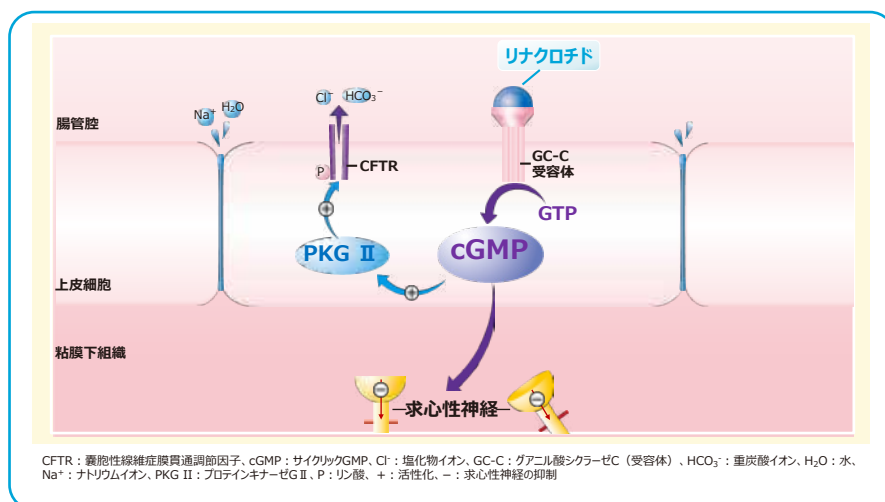 リナクロチド
Cl⁻
HCO₃⁻
Na⁺
H₂O
腸管腔
P
CFTR
GC-C
受容体
GTP
+
PKG II
cGMP
+
上皮細胞
粘膜下組織
−
求心性神経
−
CFTR：嚢胞性線維症膜貫通調節因子、cGMP：サイクリックGMP、Cl⁻：塩化物イオン、GC-C：グアニル酸シクラーゼC（受容体）、HCO₃⁻：重炭酸イオン、H₂O：水、
Na⁺：ナトリウムイオン、PKG II：プロテインキナーゼG II、P：リン酸、+：活性化、−：求心性神経の抑制